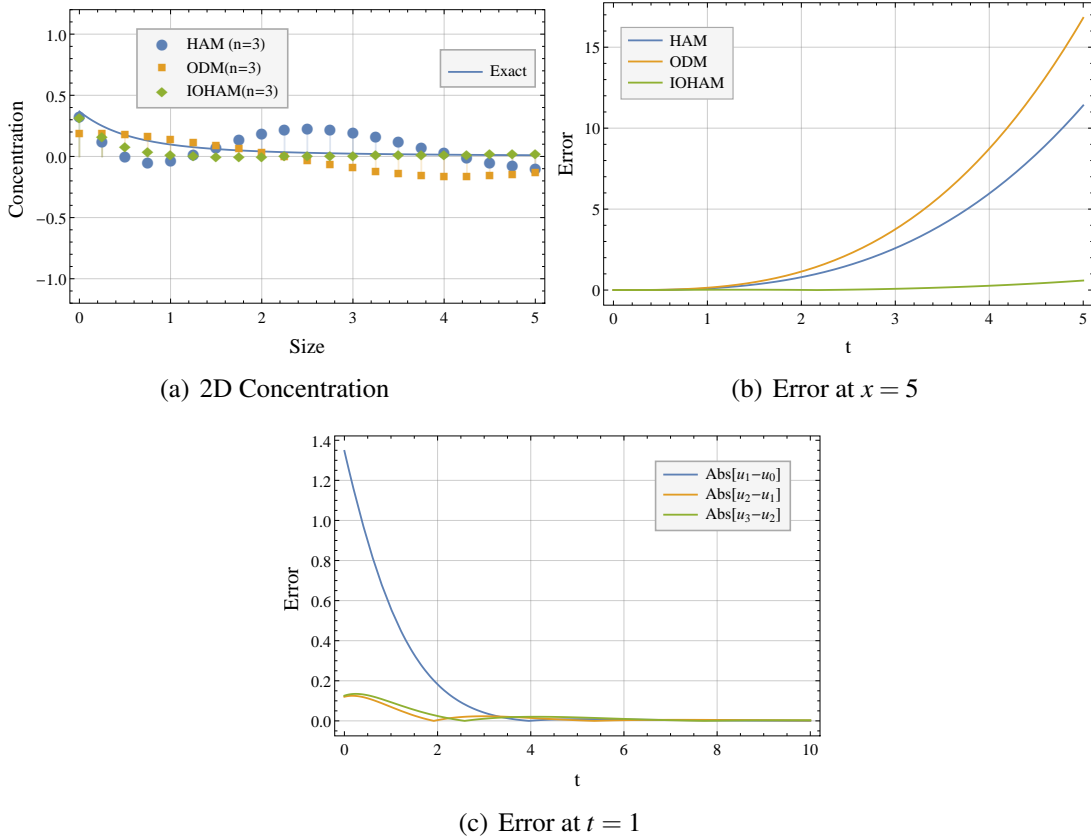 1.0
0.5
0.0
−0.5
−1.0
Concentration
HAM (n=3)
ODM(n=3)
IOHAM(n=3)
Exact
0 1 2 3 4 5
Size
(a) 2D Concentration
15
10
5
0
Error
HAM
ODM
IOHAM
0 1 2 3 4 5
t
(b) Error at x = 5
1.4
1.2
1.0
0.8
0.6
0.4
0.2
0.0
Error
Abs[u₁−u₀]
Abs[u₂−u₁]
Abs[u₃−u₂]
0 2 4 6 8 10
t
(c) Error at t = 1